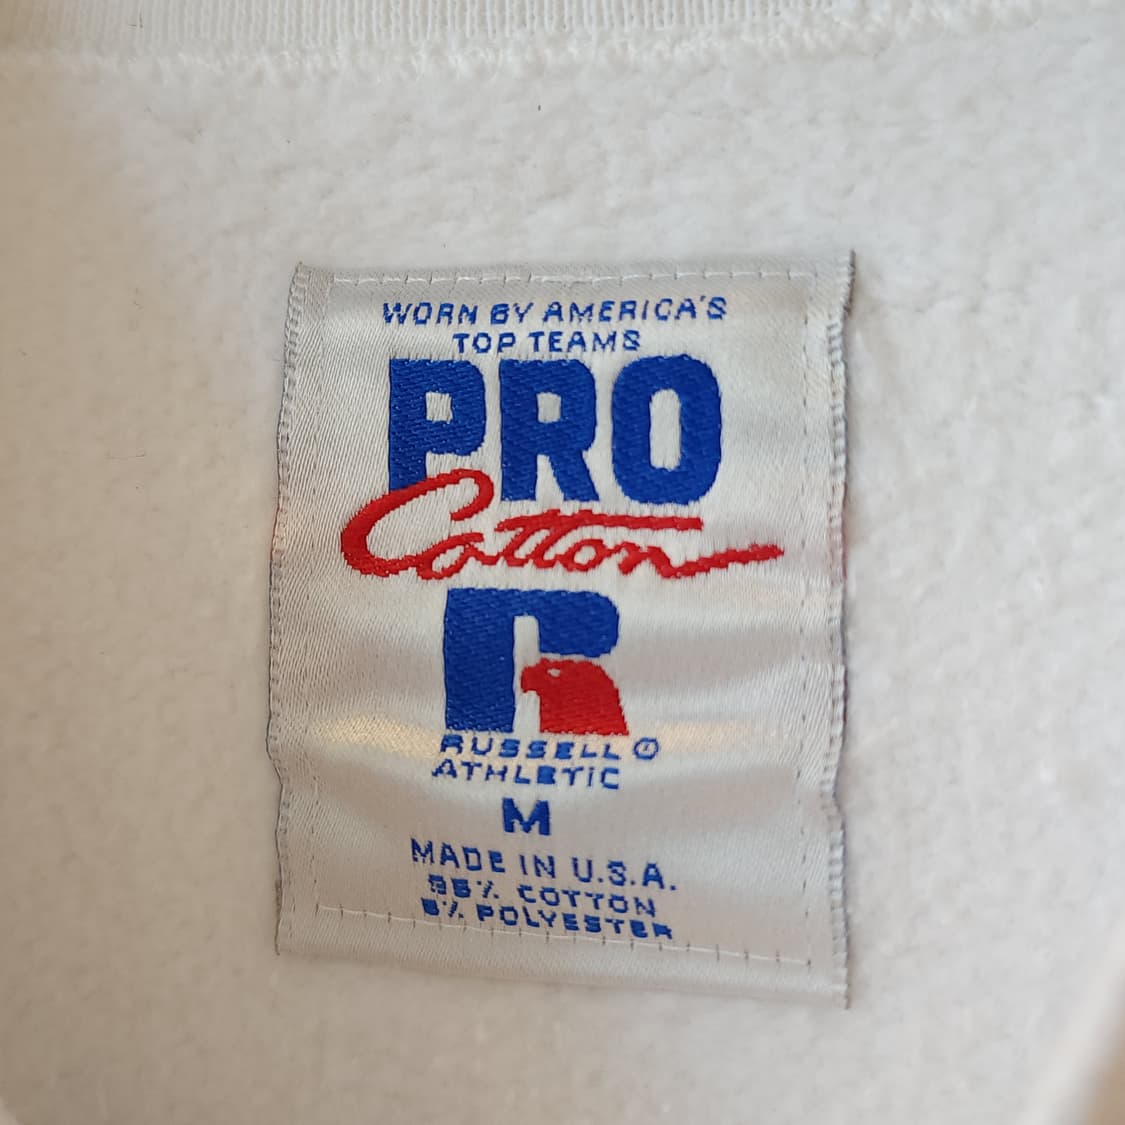 WORN BY AMERICA'S
TOP TEAMS
PRO
Cotton
R
RUSSELL ®
ATHLETIC
M
MADE IN U.S.A.
95% COTTON
5% POLYESTER